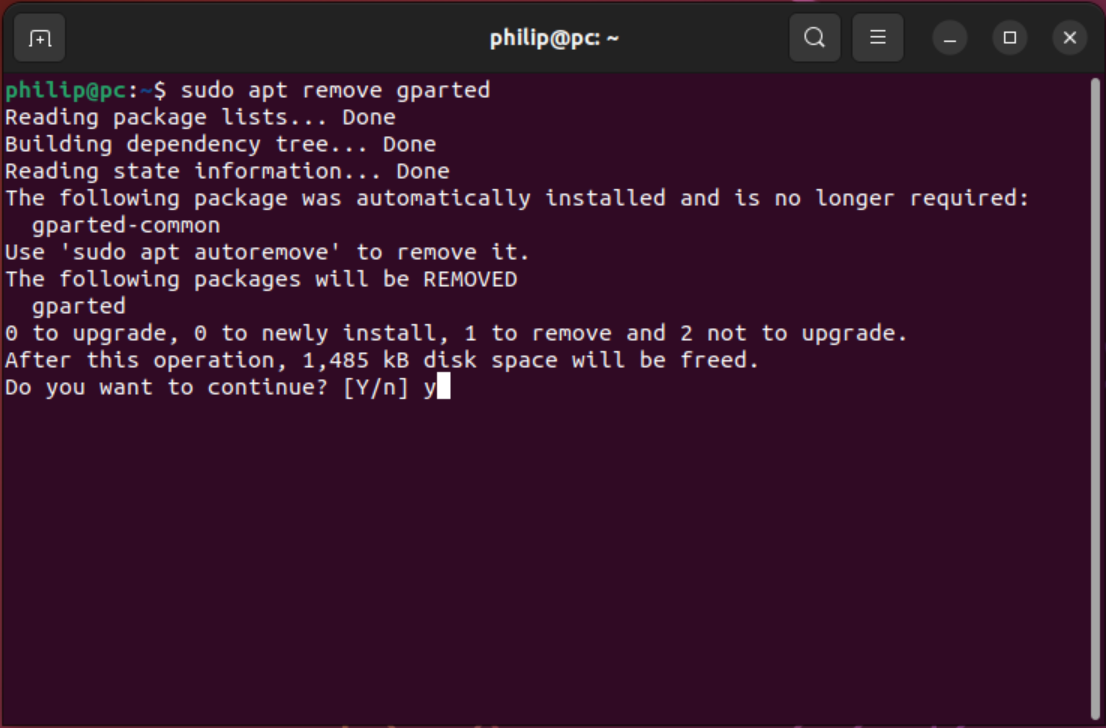 philip@pc: ~
philip@pc:~$ sudo apt remove gparted
Reading package lists... Done
Building dependency tree... Done
Reading state information... Done
The following package was automatically installed and is no longer required:
  gparted-common
Use 'sudo apt autoremove' to remove it.
The following packages will be REMOVED
  gparted
0 to upgrade, 0 to newly install, 1 to remove and 2 not to upgrade.
After this operation, 1,485 kB disk space will be freed.
Do you want to continue? [Y/n] y